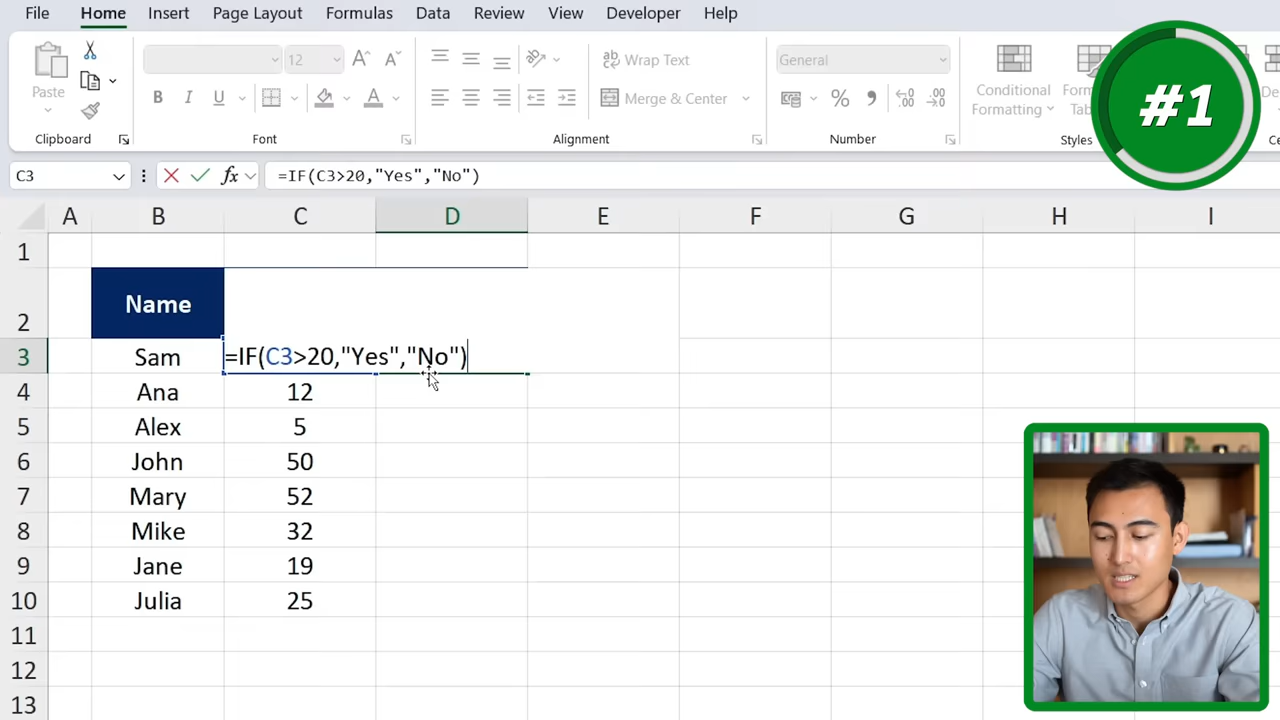 File Home Insert Page Layout Formulas Data Review View Developer Help
#1
12
General
Wrap Text
Paste
B I U
Merge & Center
Conditional
Formatting
Clipboard Font Alignment Number Styles
C3 fx =IF(C3>20,"Yes","No")
A B C D E F G H I
1
2 Name
3 Sam =IF(C3>20,"Yes","No")
4 Ana 12
5 Alex 5
6 John 50
7 Mary 52
8 Mike 32
9 Jane 19
10 Julia 25
11
12
13